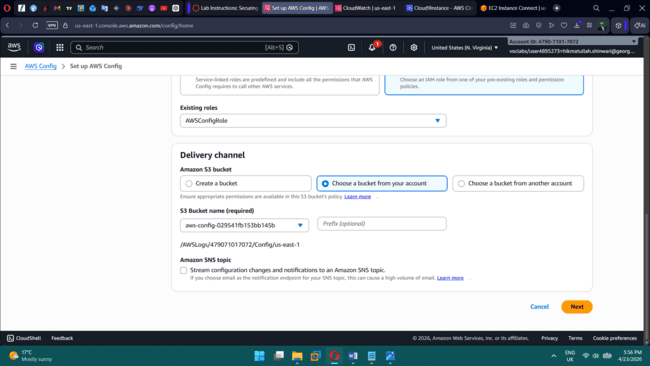 Lab Instructions: Securing
Set up AWS Config | AWS
CloudWatch | us-east-1
Cloud9Instance - AWS Clo
EC2 Instance Connect | us
VPN
us-east-1.console.aws.amazon.com/config/home
Ai
aws
Search
[Alt+S]
United States (N. Virginia)
Account ID: 4790-7101-7072
AWS Config
Set up AWS Config
Service-linked roles are predefined and include all the permissions that AWS
Config requires to call other AWS services.
Choose an IAM role from one of your pre-existing roles and permission
policies.
Existing roles
AWSConfigRole
Delivery channel
Amazon S3 bucket
Create a bucket
Choose a bucket from your account
Choose a bucket from another account
Ensure appropriate permissions are available in this S3 bucket's policy. Learn more
S3 Bucket name (required)
aws-config-029541fb153bb145b
Prefix (optional)
/AWSLogs/479071017072/Config/us-east-1
Amazon SNS topic
Stream configuration changes and notifications to an Amazon SNS topic.
If you choose email as the notification endpoint for your SNS topic, this can cause a high volume of email. Learn more
Cancel
Next
CloudShell
Feedback
© 2026, Amazon Web Services, Inc. or its affiliates.
Privacy
Terms
Cookie preferences
17°C
Mostly sunny
ENG
UK
5:56 PM
4/23/2026